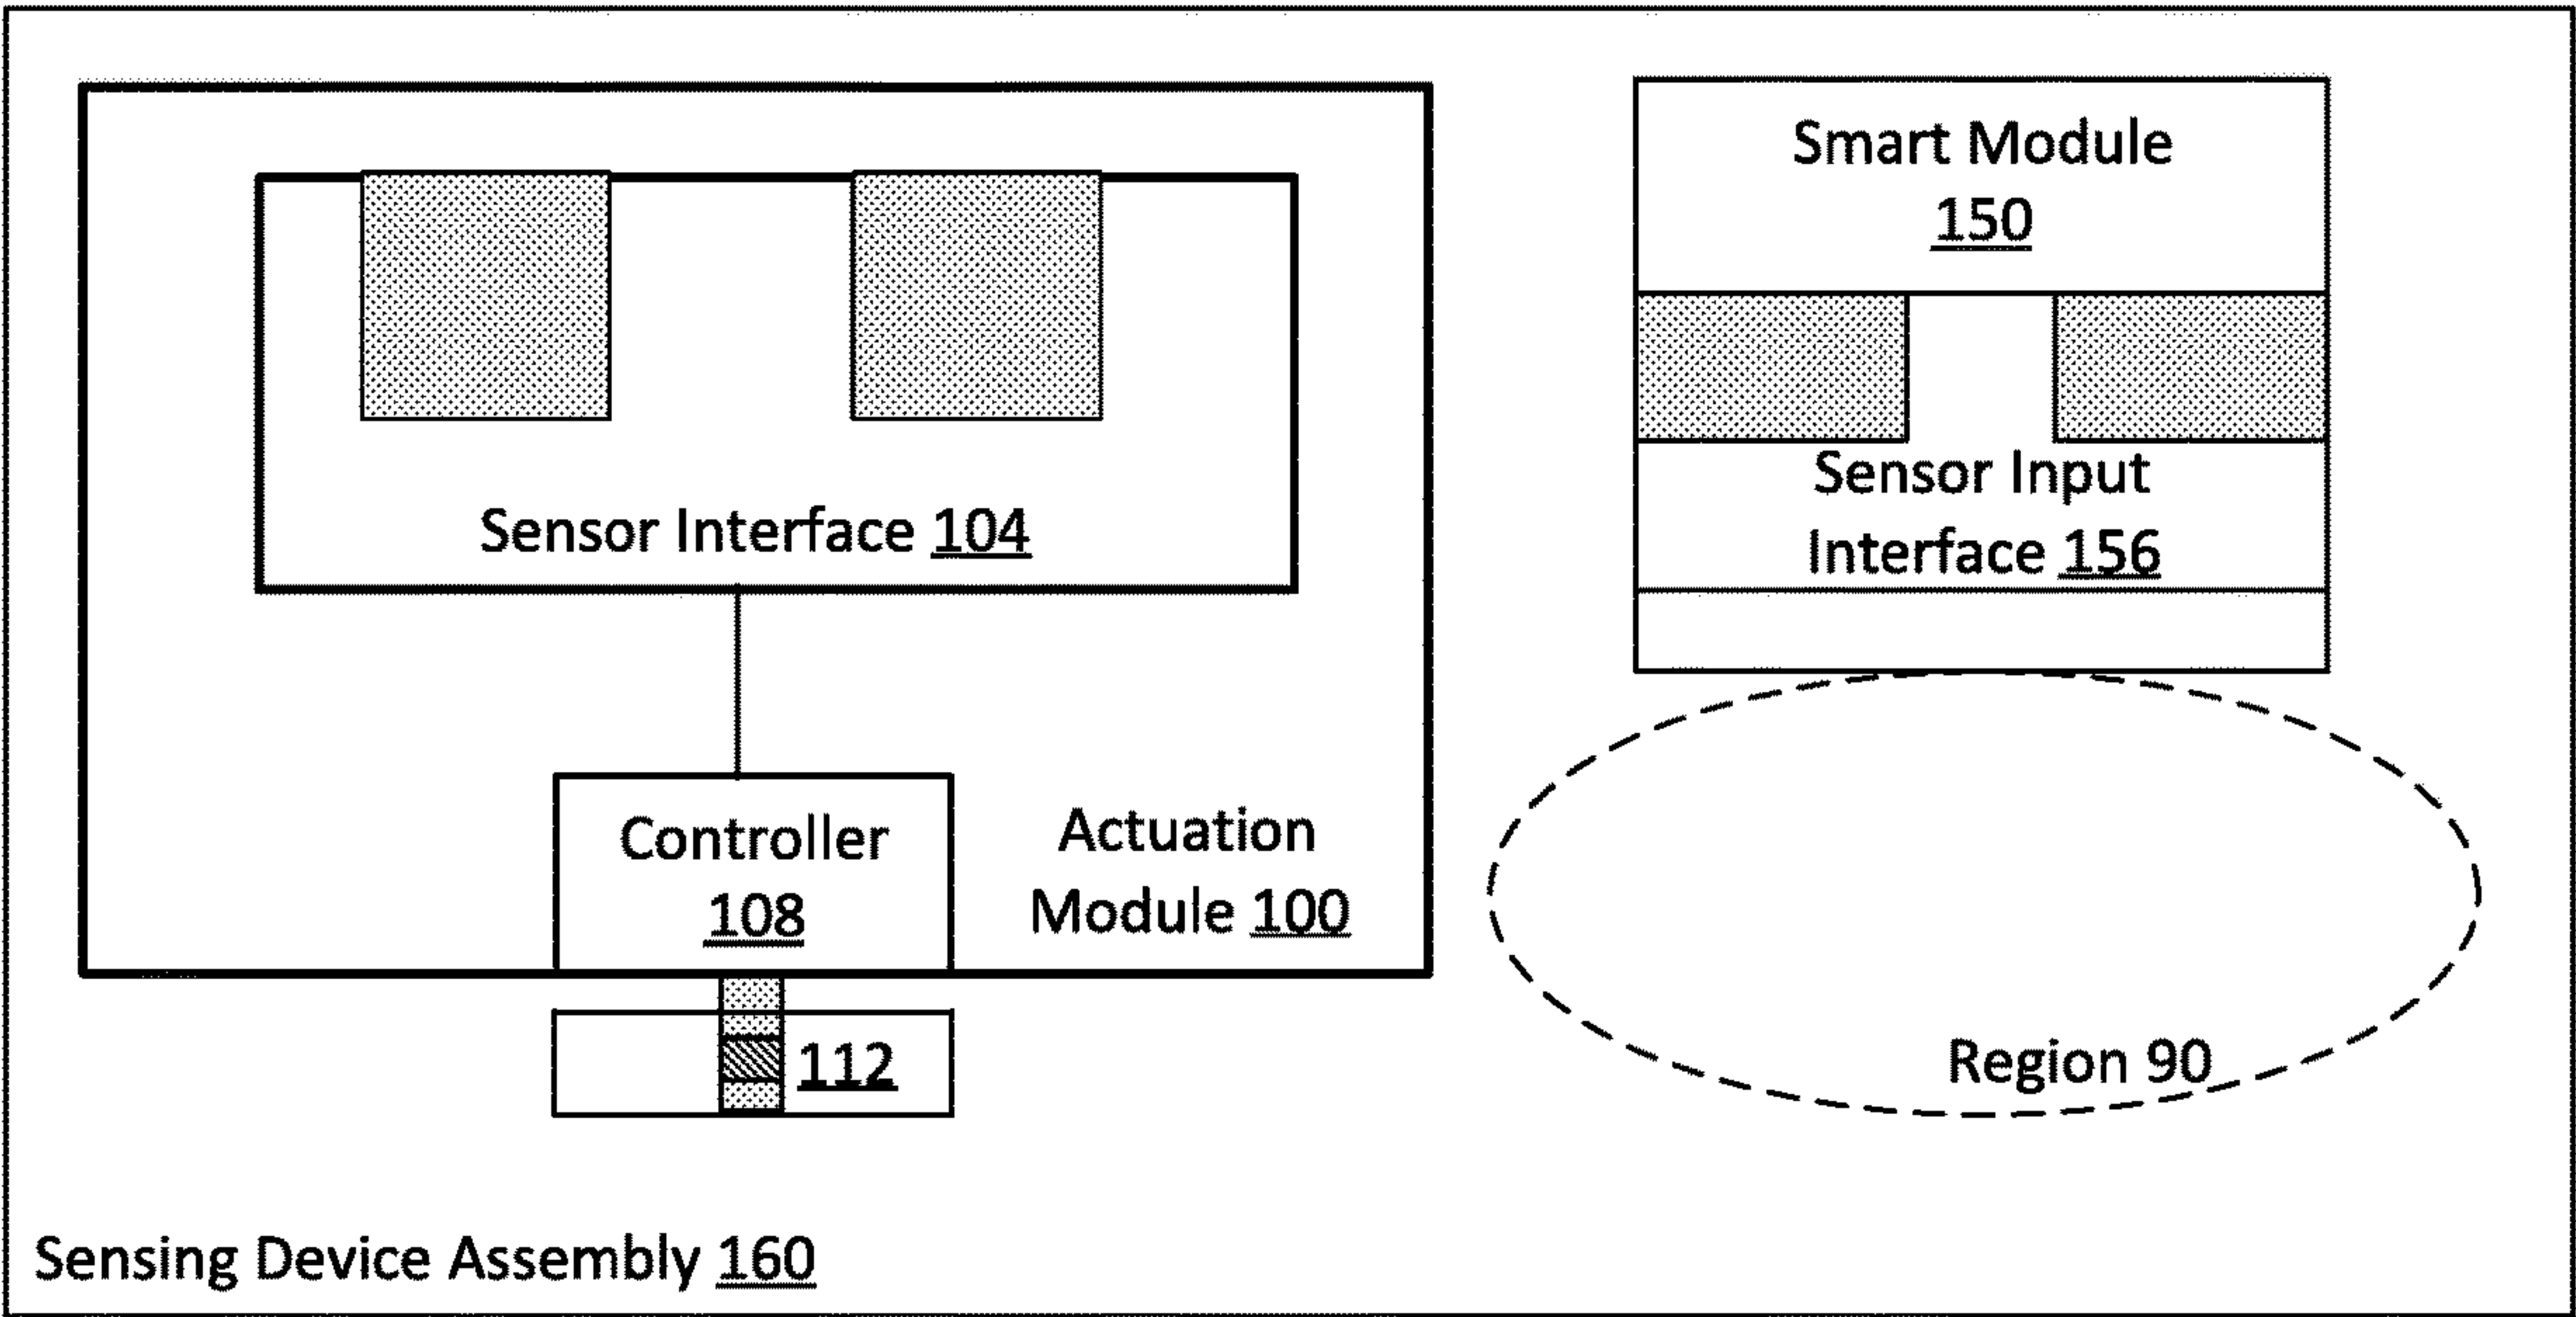 Smart Module
150
Sensor Interface 104
Sensor Input
Interface 156
Controller
108
Actuation
Module 100
112
Region 90
Sensing Device Assembly 160